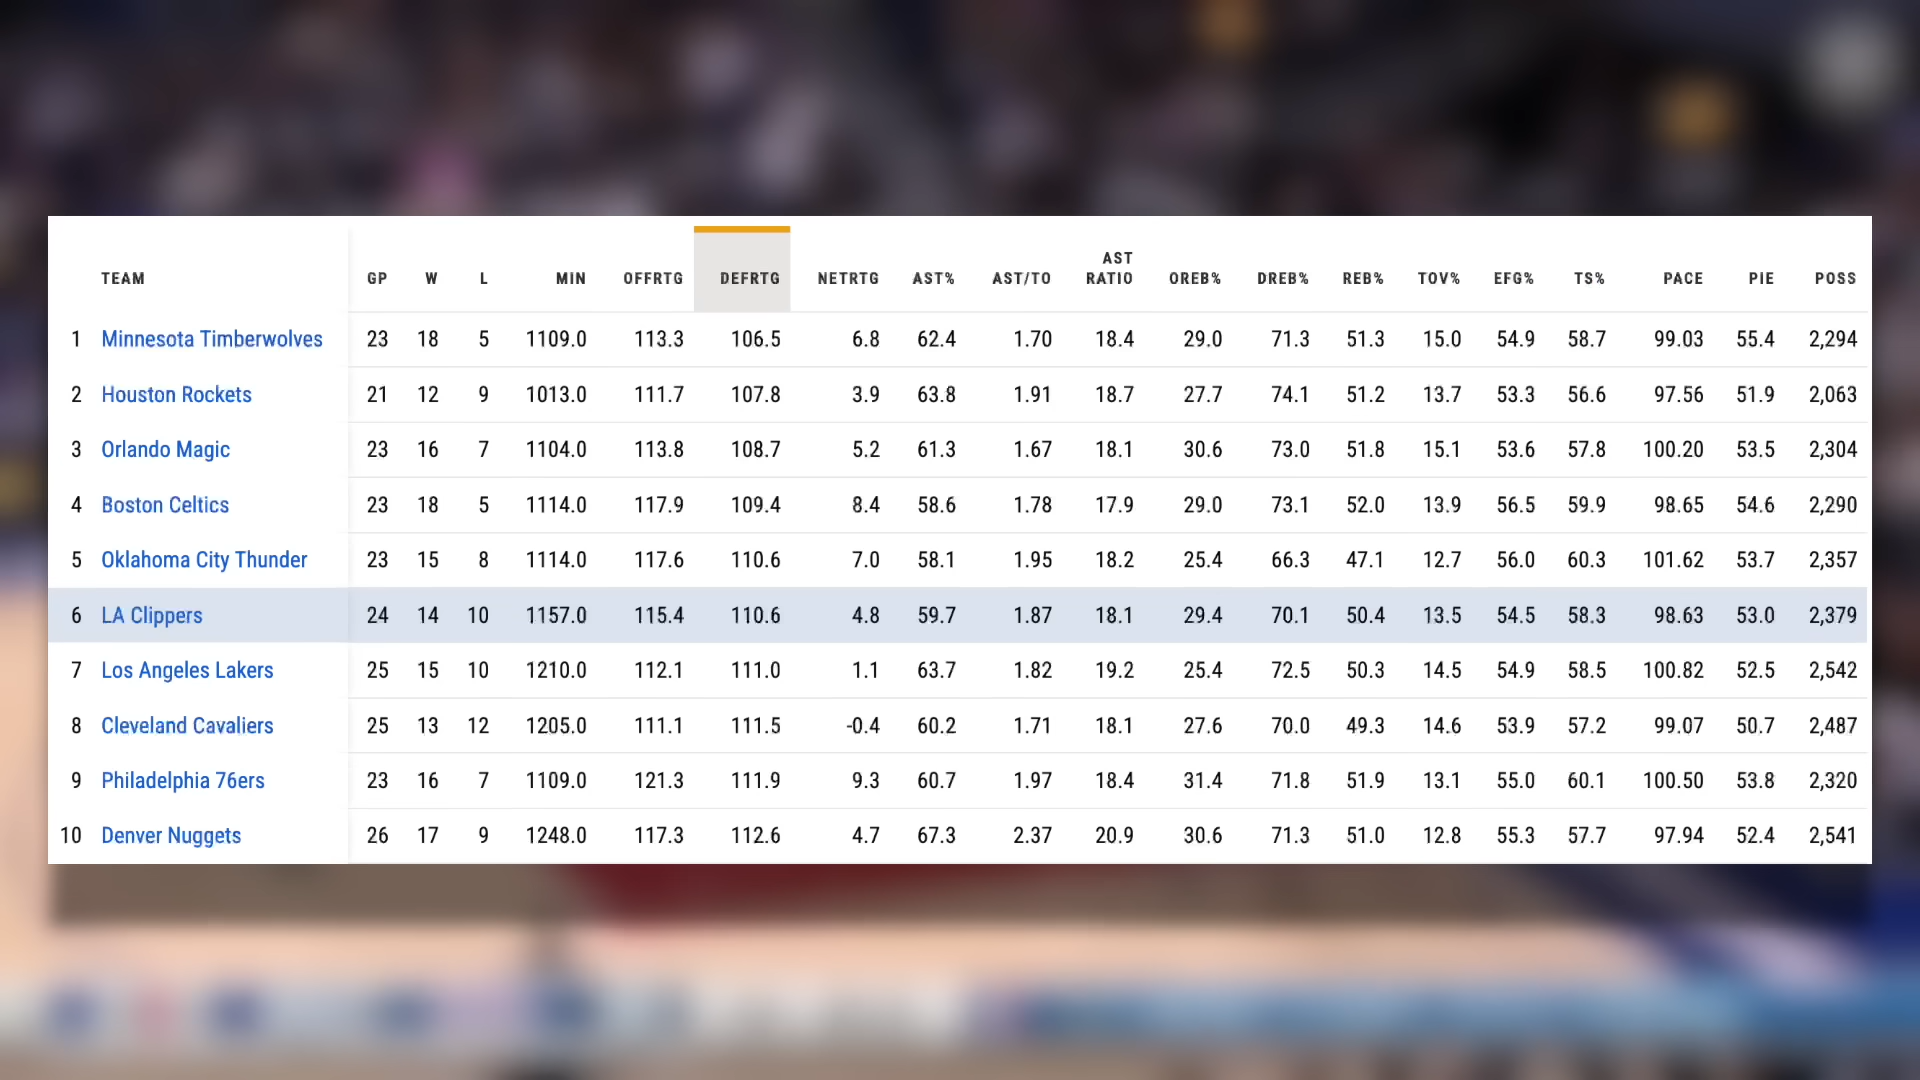 TEAM GP W L MIN OFFRTG DEFRTG NETRTG AST% AST/TO AST RATIO OREB% DREB% REB% TOV% EFG% TS% PACE PIE POSS
1 Minnesota Timberwolves 23 18 5 1109.0 113.3 106.5 6.8 62.4 1.70 18.4 29.0 71.3 51.3 15.0 54.9 58.7 99.03 55.4 2,294
2 Houston Rockets 21 12 9 1013.0 111.7 107.8 3.9 63.8 1.91 18.7 27.7 74.1 51.2 13.7 53.3 56.6 97.56 51.9 2,063
3 Orlando Magic 23 16 7 1104.0 113.8 108.7 5.2 61.3 1.67 18.1 30.6 73.0 51.8 15.1 53.6 57.8 100.20 53.5 2,304
4 Boston Celtics 23 18 5 1114.0 117.9 109.4 8.4 58.6 1.78 17.9 29.0 73.1 52.0 13.9 56.5 59.9 98.65 54.6 2,290
5 Oklahoma City Thunder 23 15 8 1114.0 117.6 110.6 7.0 58.1 1.95 18.2 25.4 66.3 47.1 12.7 56.0 60.3 101.62 53.7 2,357
6 LA Clippers 24 14 10 1157.0 115.4 110.6 4.8 59.7 1.87 18.1 29.4 70.1 50.4 13.5 54.5 58.3 98.63 53.0 2,379
7 Los Angeles Lakers 25 15 10 1210.0 112.1 111.0 1.1 63.7 1.82 19.2 25.4 72.5 50.3 14.5 54.9 58.5 100.82 52.5 2,542
8 Cleveland Cavaliers 25 13 12 1205.0 111.1 111.5 -0.4 60.2 1.71 18.1 27.6 70.0 49.3 14.6 53.9 57.2 99.07 50.7 2,487
9 Philadelphia 76ers 23 16 7 1109.0 121.3 111.9 9.3 60.7 1.97 18.4 31.4 71.8 51.9 13.1 55.0 60.1 100.50 53.8 2,320
10 Denver Nuggets 26 17 9 1248.0 117.3 112.6 4.7 67.3 2.37 20.9 30.6 71.3 51.0 12.8 55.3 57.7 97.94 52.4 2,541